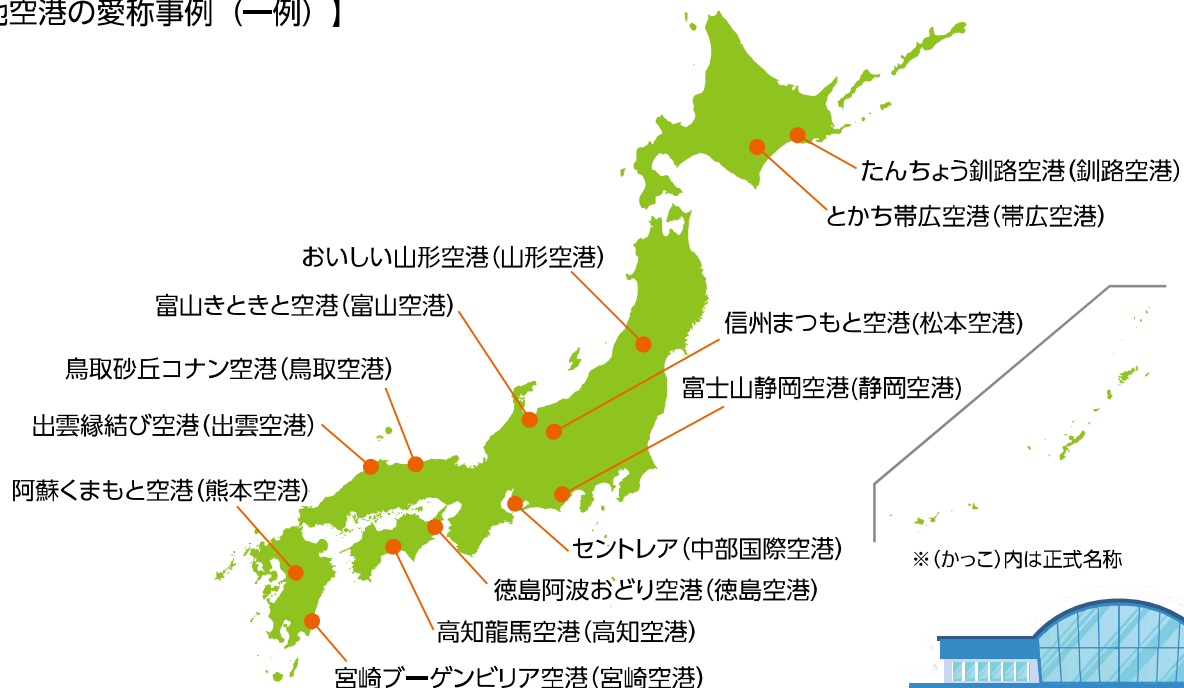 空港の愛称事例（一例）】
たんちょう釧路空港(釧路空港)
とかち帯広空港(帯広空港)
おいしい山形空港(山形空港)
富山きときと空港(富山空港)
信州まつもと空港(松本空港)
鳥取砂丘コナン空港(鳥取空港)
富士山静岡空港(静岡空港)
出雲縁結び空港(出雲空港)
阿蘇くまもと空港(熊本空港)
セントレア(中部国際空港)
※(かっこ)内は正式名称
徳島阿波おどり空港(徳島空港)
高知龍馬空港(高知空港)
宮崎ブーゲンビリア空港(宮崎空港)